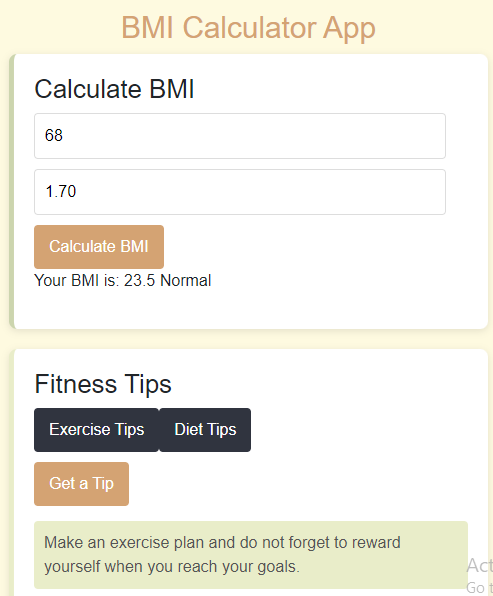 BMI Calculator App
Calculate BMI
68
1.70
Calculate BMI
Your BMI is: 23.5 Normal
Fitness Tips
Exercise Tips Diet Tips
Get a Tip
Make an exercise plan and do not forget to reward
yourself when you reach your goals.
Act
Go t